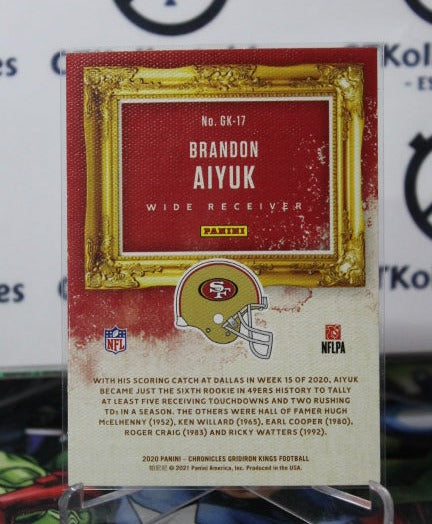 No. GK-17
BRANDON
AIYUK
WIDE RECEIVER
PANINI
SF
NFL
NFLPA
WITH HIS SCORING CATCH AT DALLAS IN WEEK 15 OF 2020, AIYUK
BECAME JUST THE SIXTH ROOKIE IN 49ERS HISTORY TO TALLY
AT LEAST FIVE RECEIVING TOUCHDOWNS AND TWO RUSHING
TDs IN A SEASON. THE OTHERS WERE HALL OF FAMER HUGH
McELHENNY (1952), KEN WILLARD (1965), EARL COOPER (1980),
ROGER CRAIG (1983) AND RICKY WATTERS (1992).
2020 PANINI – CHRONICLES GRIDIRON KINGS FOOTBALL
© 2021 Panini America, Inc. Produced in the USA.